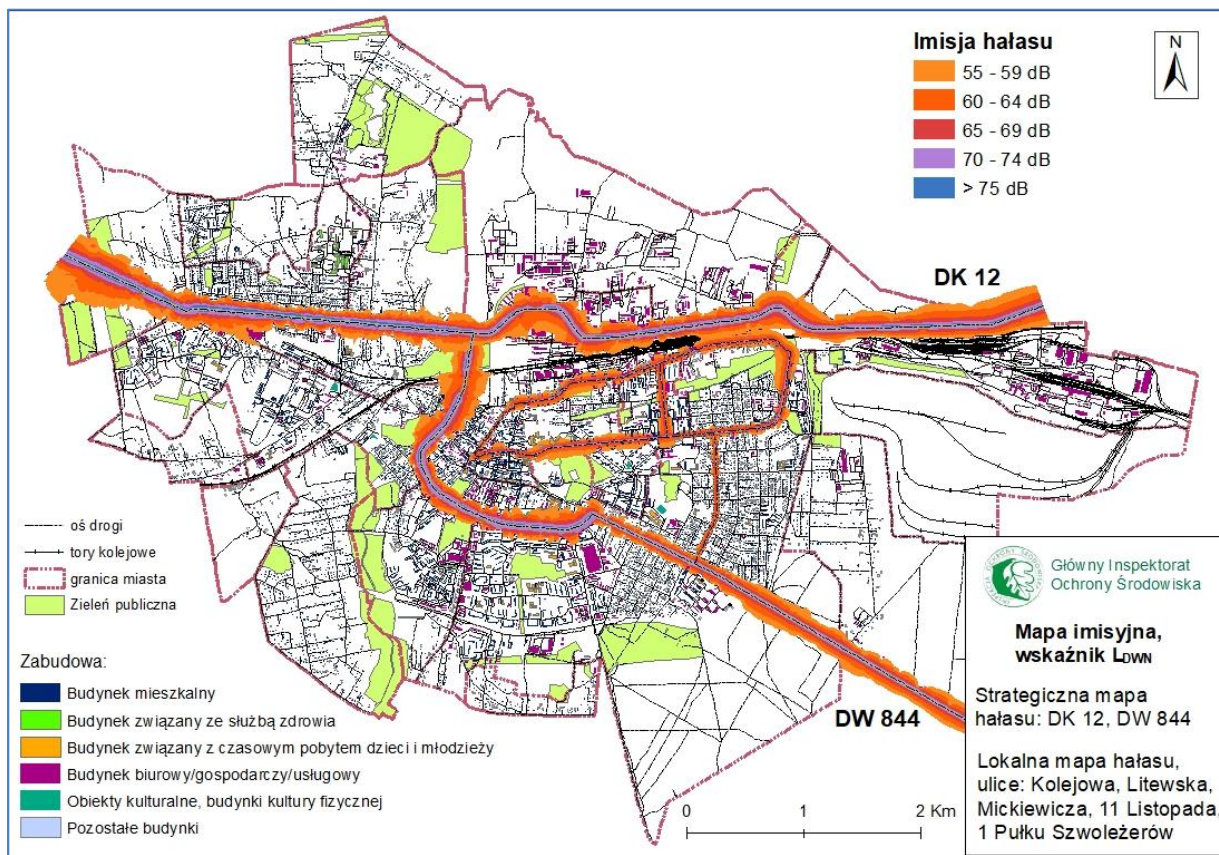 Imisja hałasu
55 - 59 dB
60 - 64 dB
65 - 69 dB
70 - 74 dB
> 75 dB
N
DK 12
DW 844
oś drogi
tory kolejowe
granica miasta
Zieleń publiczna
Zabudowa:
Budynek mieszkalny
Budynek związany ze służbą zdrowia
Budynek związany z czasowym pobytem dzieci i młodzieży
Budynek biurowy/gospodarczy/usługowy
Obiekty kulturalne, budynki kultury fizycznej
Pozostałe budynki
0 1 2 Km
INSPEKCJA OCHRONY ŚRODOWISKA
Główny Inspektorat
Ochrony Środowiska
Mapa imisyjna,
wskaźnik LDWN
Strategiczna mapa
hałasu: DK 12, DW 844
Lokalna mapa hałasu,
ulice: Kolejowa, Litewska,
Mickiewicza, 11 Listopada,
1 Pułku Szwoleżerów